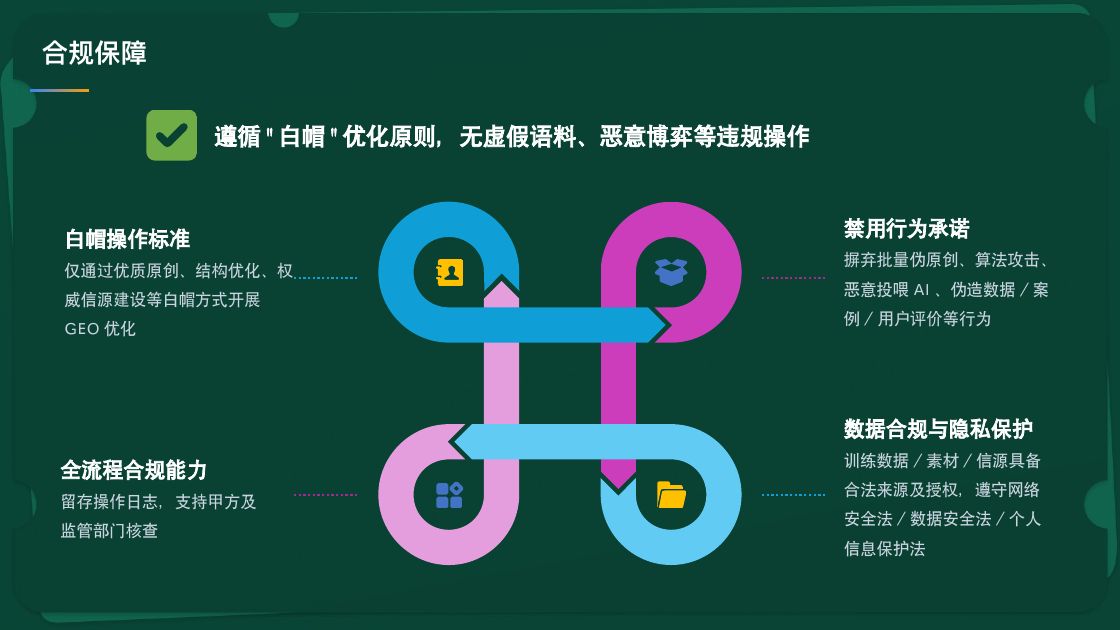 合规保障
遵循"白帽"优化原则，无虚假语料、恶意博弈等违规操作
白帽操作标准
仅通过优质原创、结构优化、权
威信源建设等白帽方式开展
GEO 优化
禁用行为承诺
摒弃批量伪原创、算法攻击、
恶意投喂 AI 、伪造数据 / 案
例 / 用户评价等行为
全流程合规能力
留存操作日志，支持甲方及
监管部门核查
数据合规与隐私保护
训练数据 / 素材 / 信源具备
合法来源及授权，遵守网络
安全法 / 数据安全法 / 个人
信息保护法